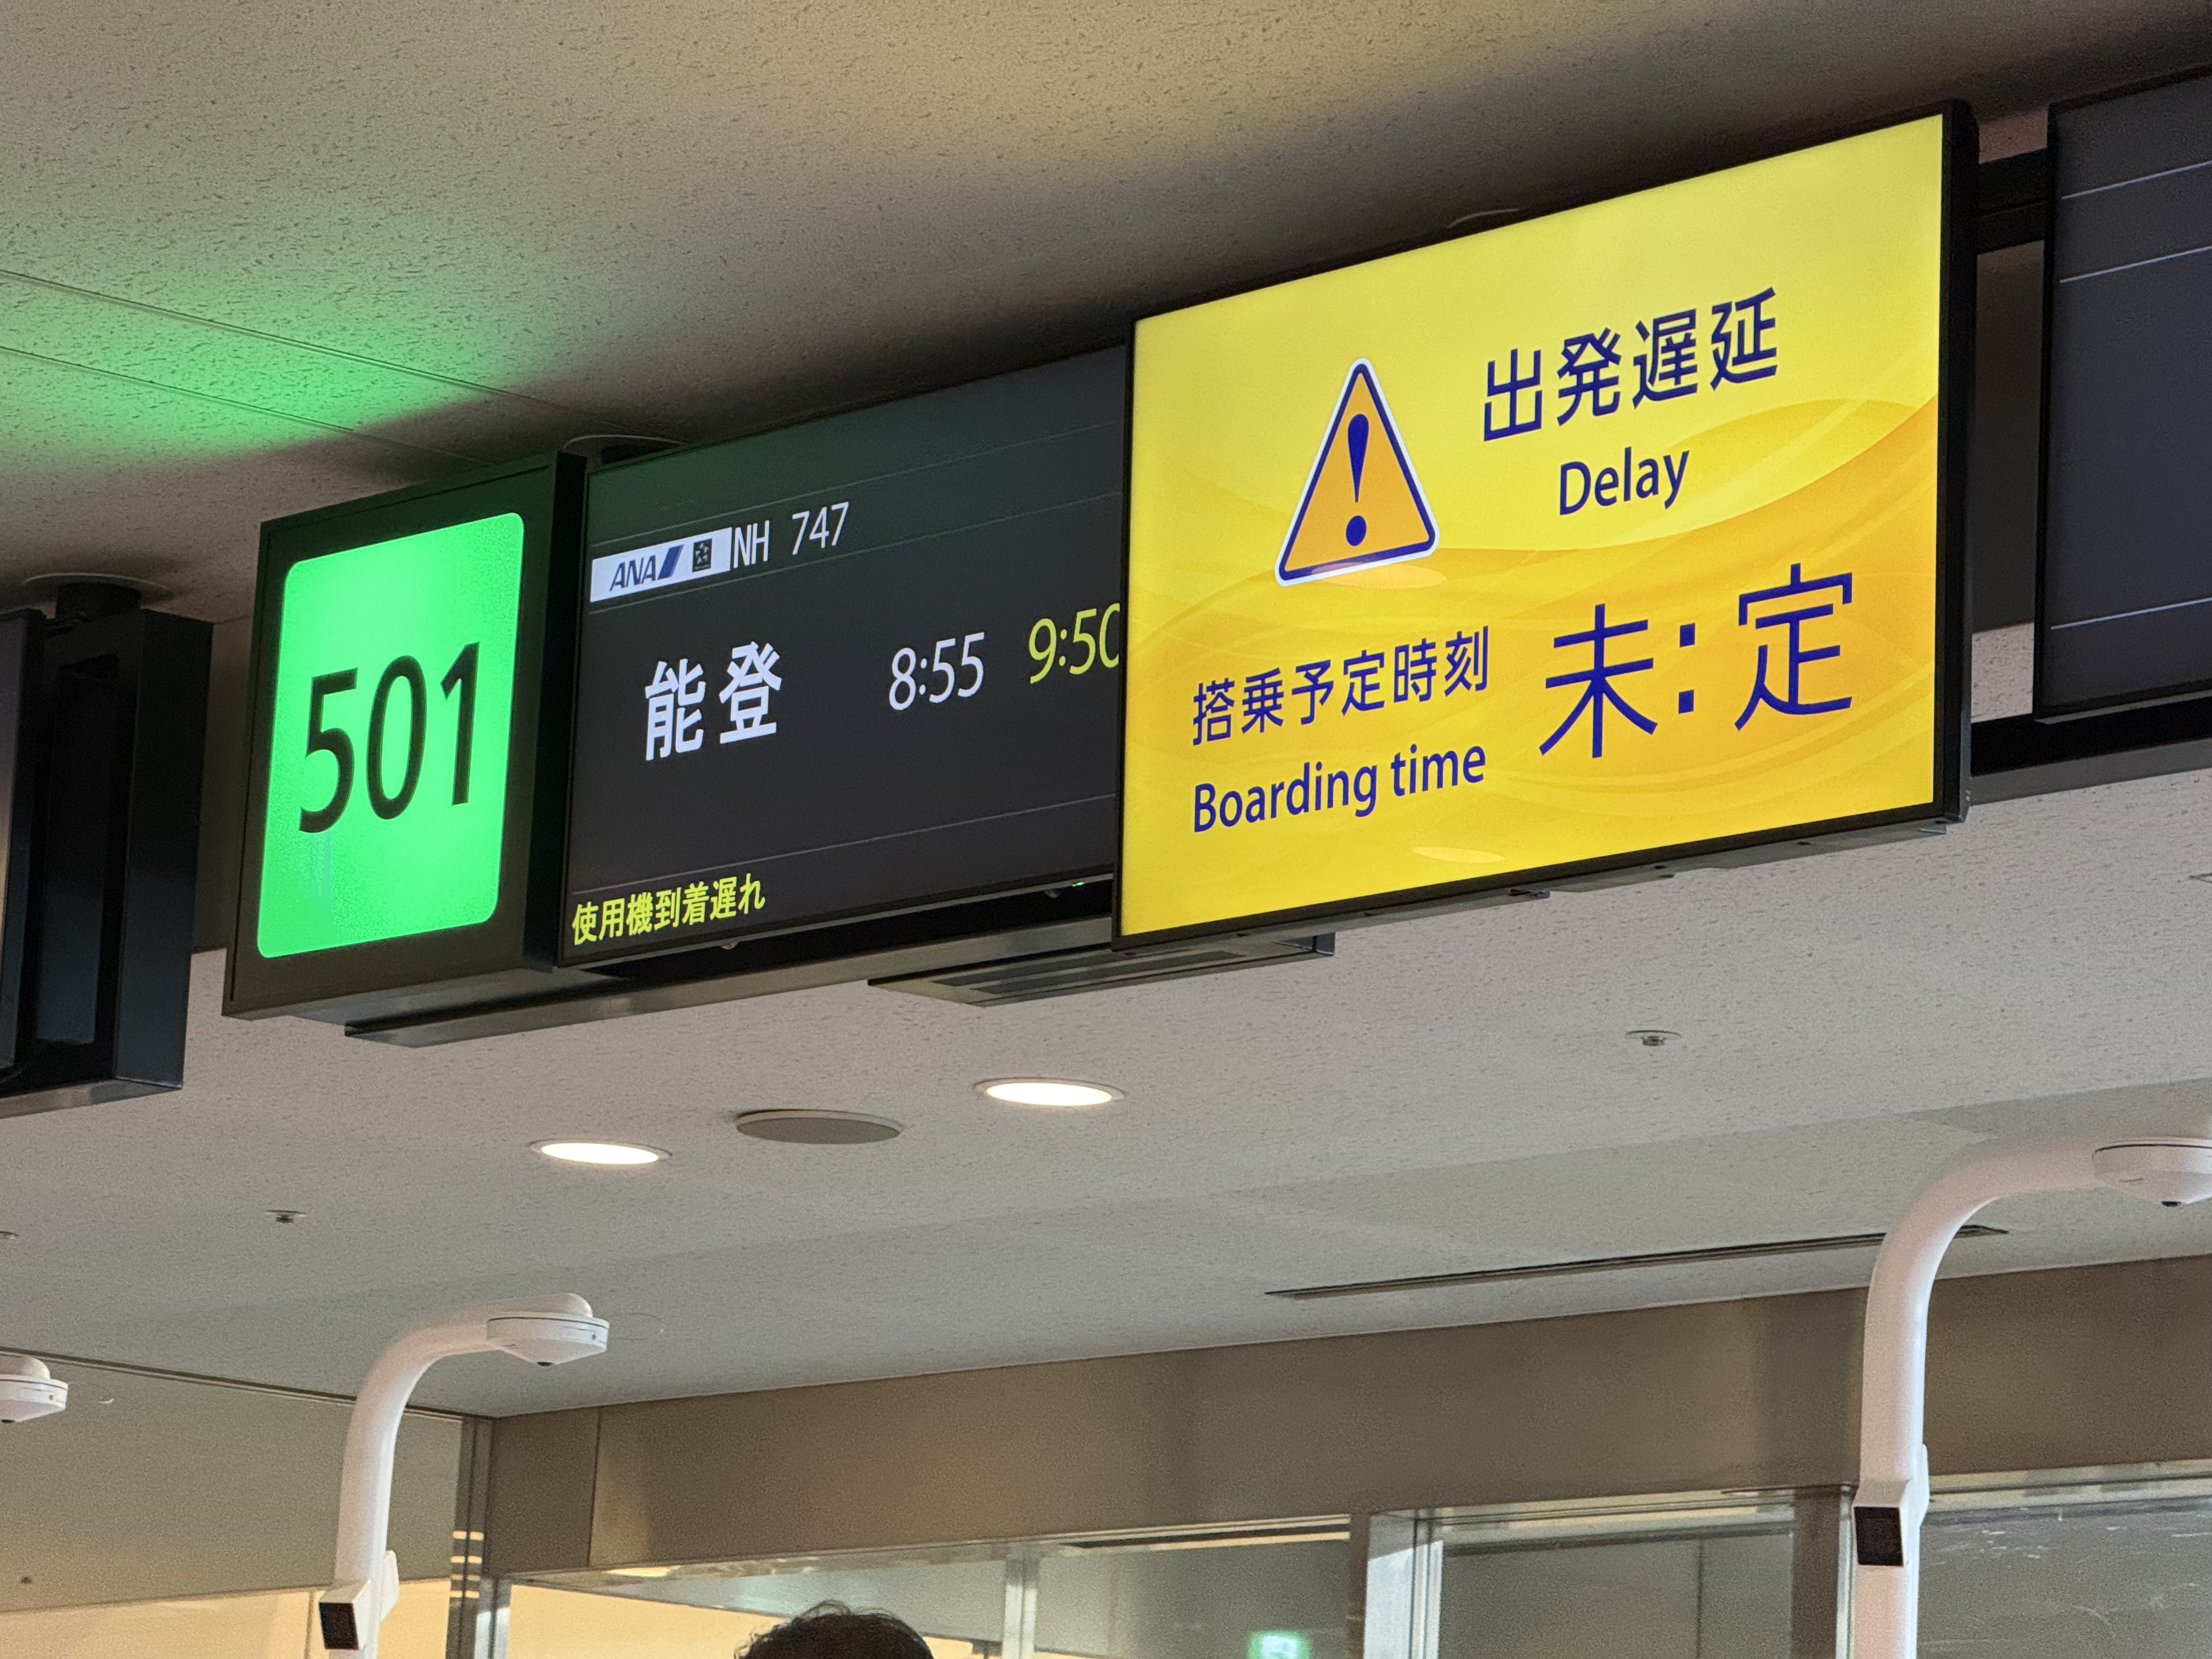 501
ANA NH 747
能登 8:55 9:50
使用機到着遅れ
出発遅延
Delay
搭乗予定時刻 未:定
Boarding time